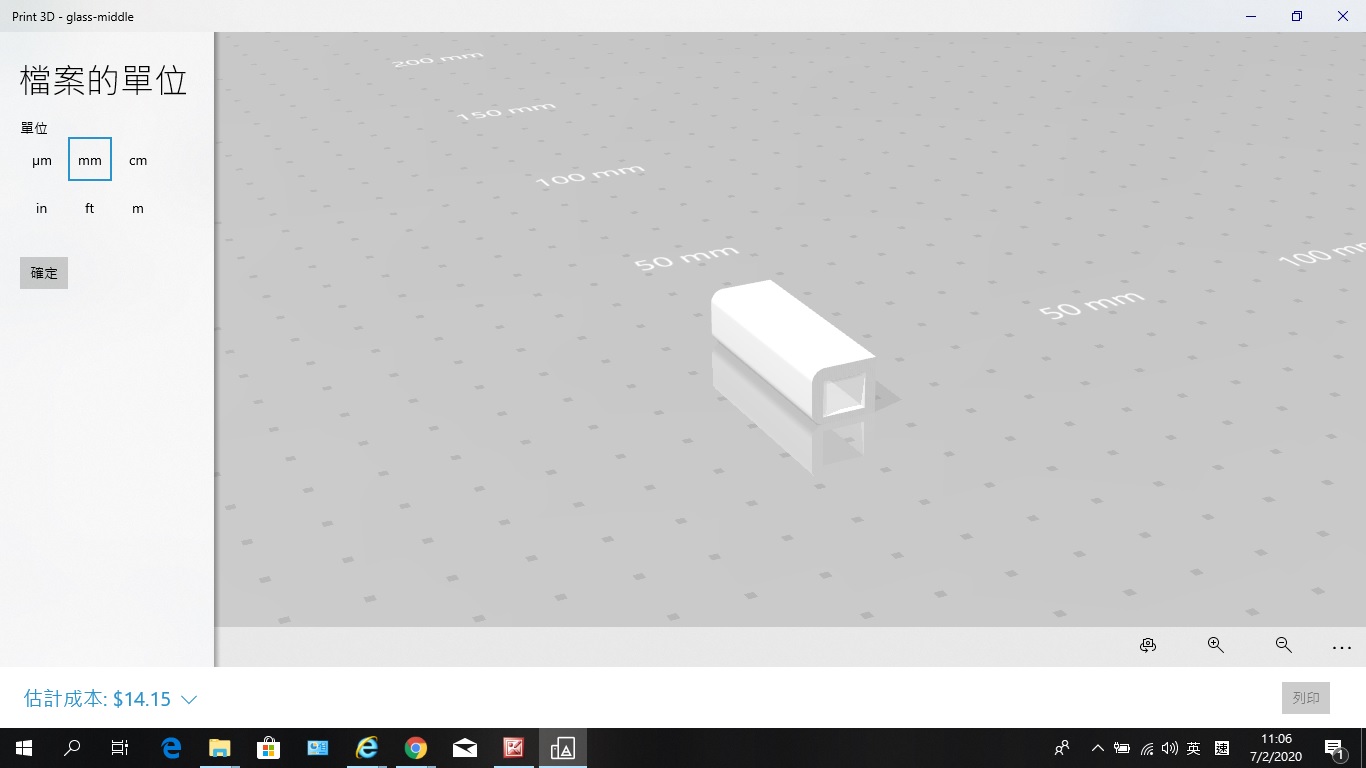 Print 3D - glass-middle
檔案的單位
單位
µm mm cm
in ft m
確定
200 mm
150 mm
100 mm
50 mm
50 mm
100 mm
估計成本: $14.15
列印
英
11:06
7/2/2020
1